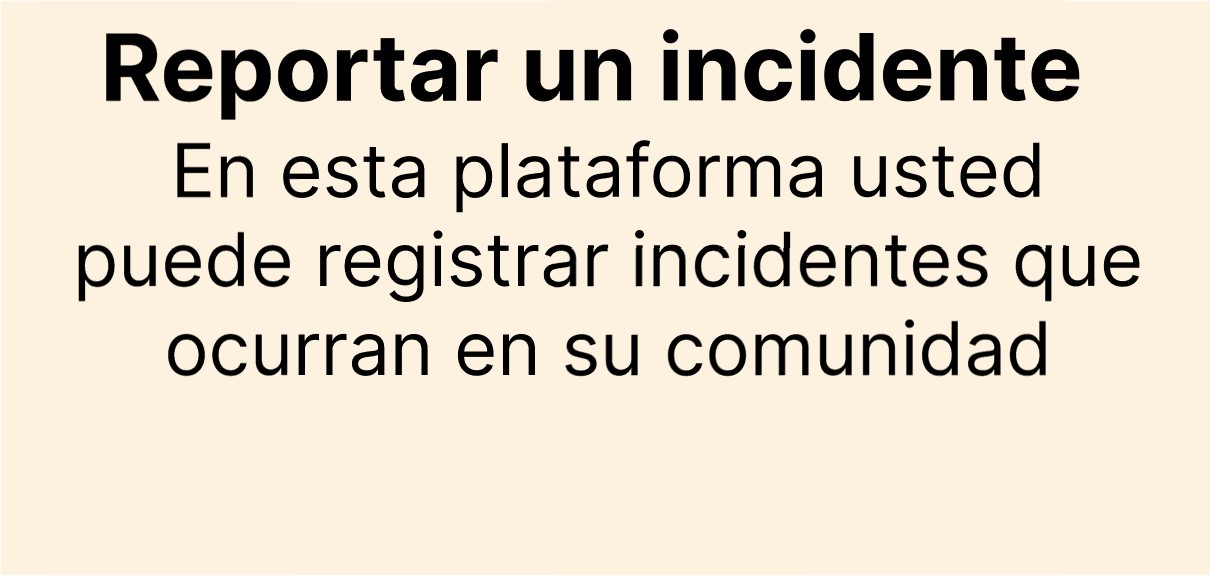 Reportar un incidente
En esta plataforma usted
puede registrar incidentes que
ocurran en su comunidad